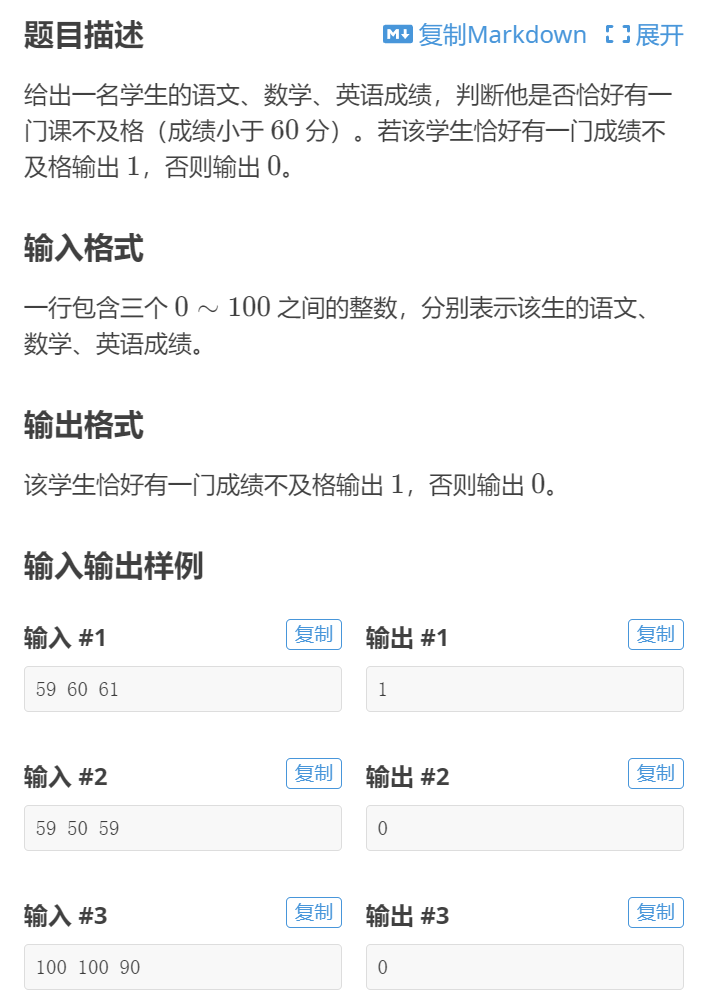 题目描述
复制Markdown 展开
给出一名学生的语文、数学、英语成绩，判断他是否恰好有一
门课不及格（成绩小于 60 分）。若该学生恰好有一门成绩不
及格输出 1，否则输出 0。
输入格式
一行包含三个 0 ∼ 100 之间的整数，分别表示该生的语文、
数学、英语成绩。
输出格式
该学生恰好有一门成绩不及格输出 1，否则输出 0。
输入输出样例
输入 #1 复制 输出 #1 复制
59 60 61 1
输入 #2 复制 输出 #2 复制
59 50 59 0
输入 #3 复制 输出 #3 复制
100 100 90 0